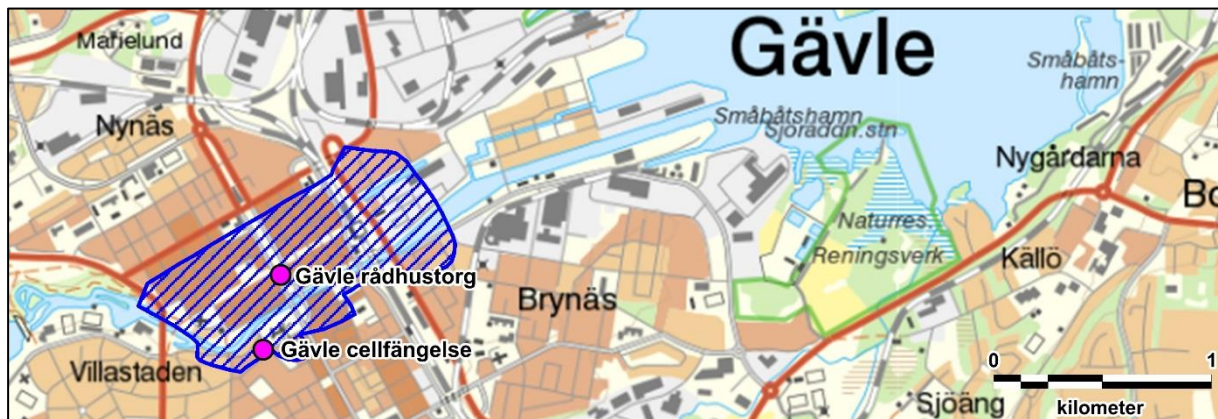 Marielund
Gävle
Småbåts-
hamn
Nynäs
Småbåtshamn
Sjöräddn.stn
Nygårdarna
Bo
Naturres.
Reningsverk
Källö
Gävle rådhustorg
Brynäs
Gävle cellfängelse
Villastaden
0
1
kilometer
Sjöäng